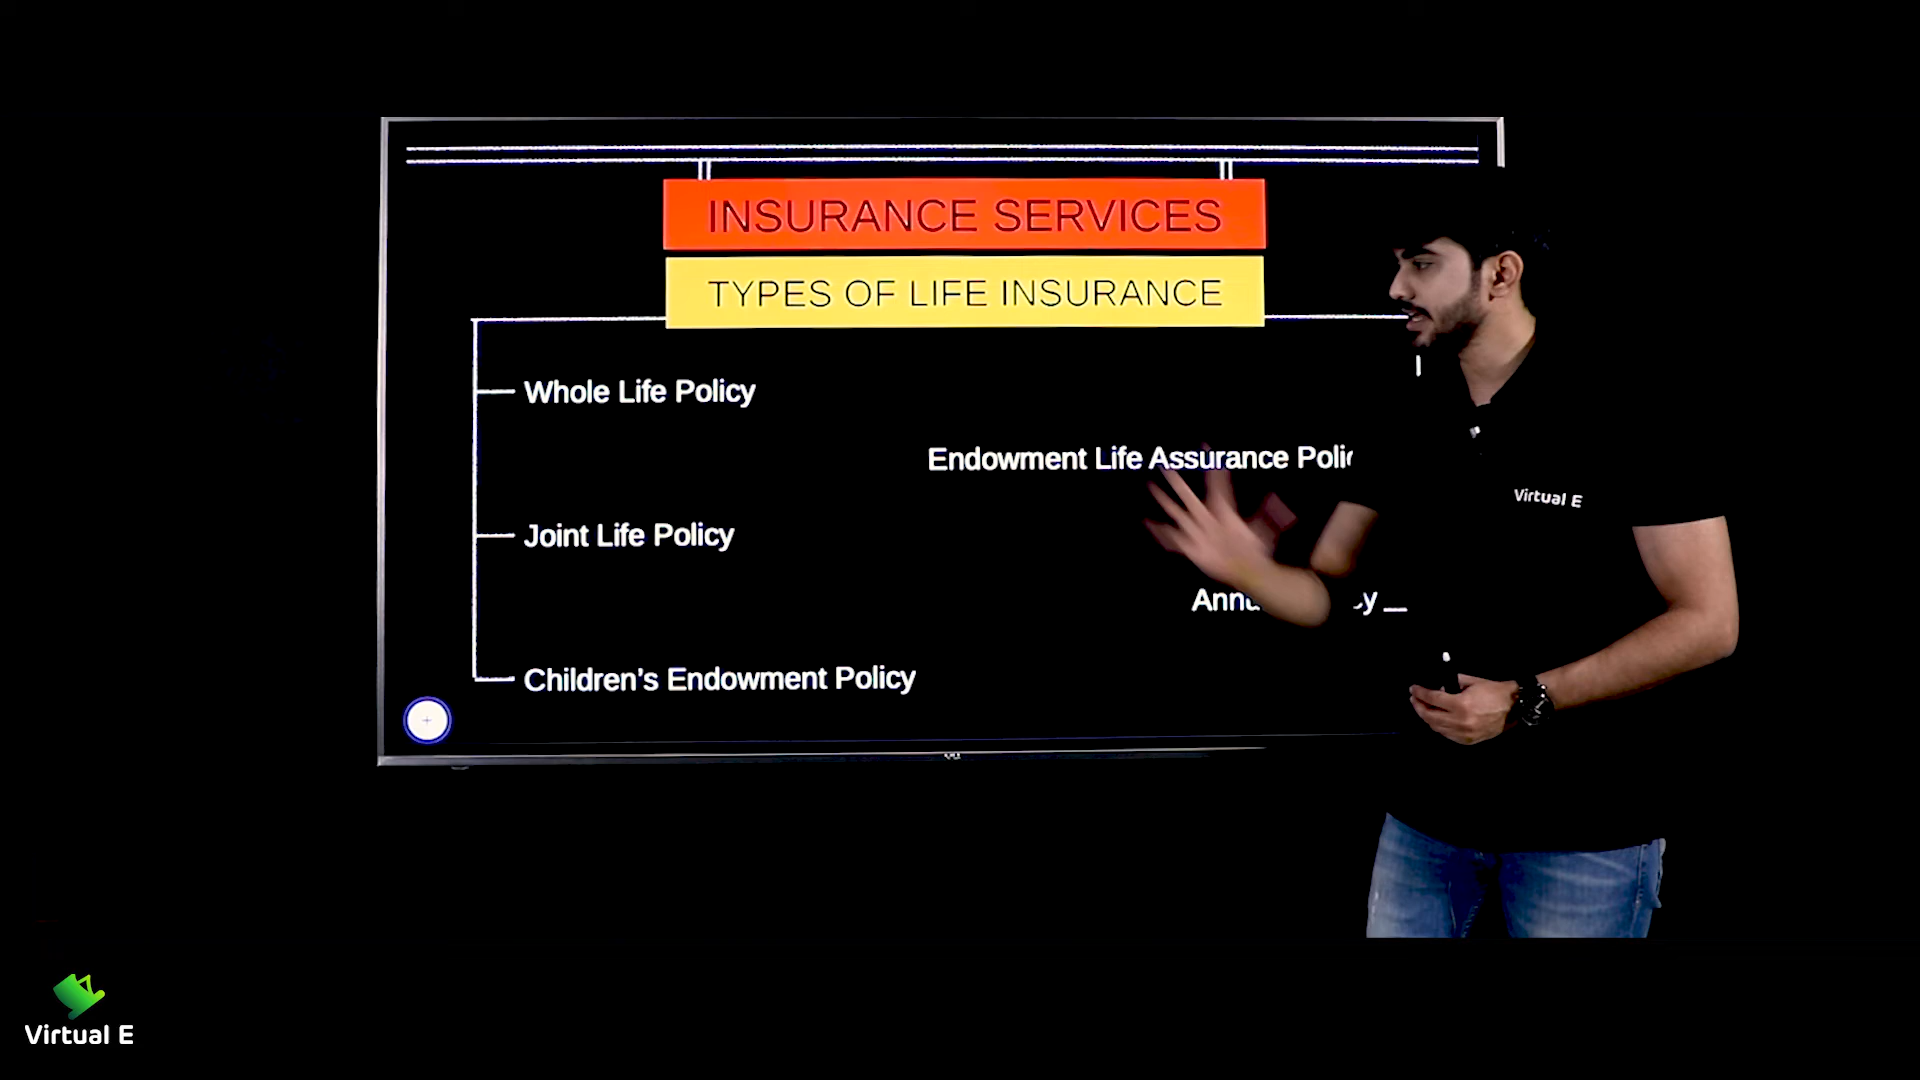 INSURANCE SERVICES
TYPES OF LIFE INSURANCE
Whole Life Policy
Endowment Life Assurance
Joint Life Policy
Children's Endowment Policy
Virtual E
Virtual E